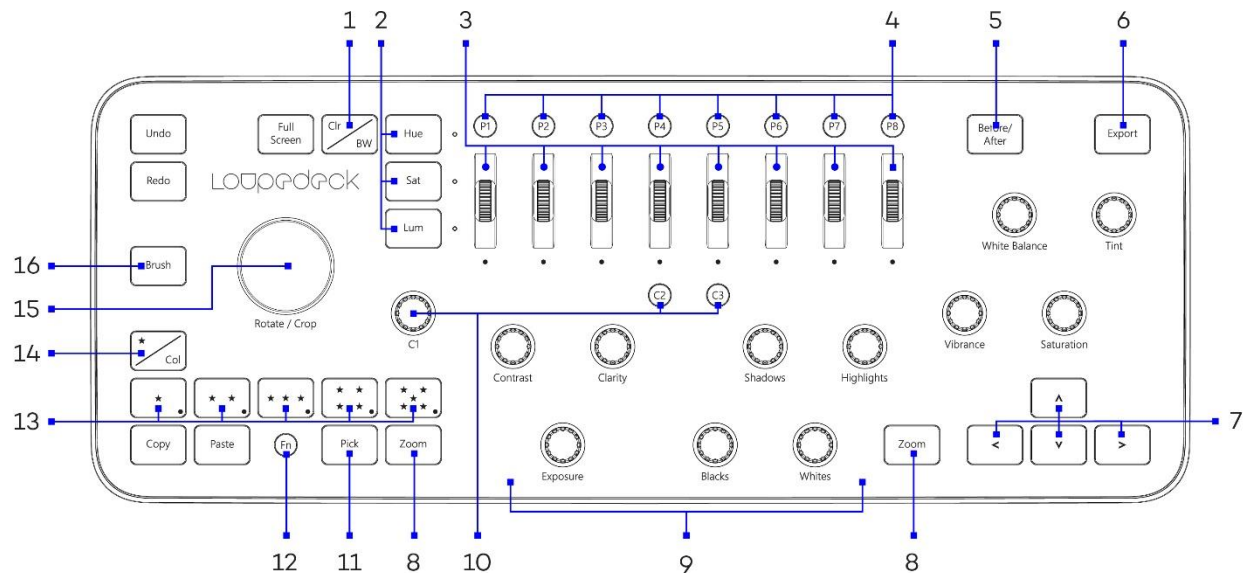 1 2 3 4 5 6
Undo Full Screen Clr BW Hue P1 P2 P3 P4 P5 P6 P7 P8 Before/ After Export
Redo Loupedeck Sat
Lum
White Balance Tint
16 Brush
15 Rotate / Crop C1 C2 C3
14 ★ Col Contrast Clarity Shadows Highlights Vibrance Saturation
13 ★ ★ ★ ★ ★ ★ ★ ★ ★ ★ ★ ★ ★ ★ ★ ^ 7
Copy Paste Fn Pick Zoom Exposure Blacks Whites Zoom < v >
12 11 8 10 9 8